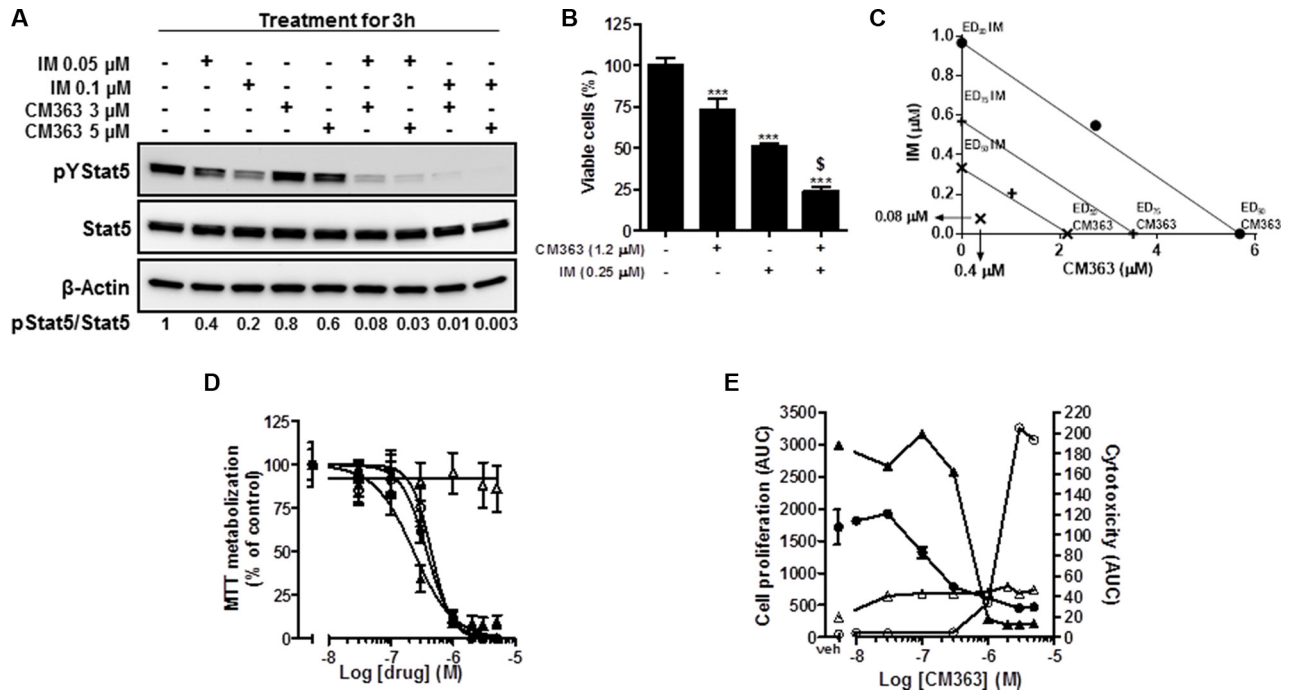 A
Treatment for 3h
IM 0.05 µM - + - - - + + - -
IM 0.1 µM - - + - - - - + +
CM363 3 µM - - - + - + - + -
CM363 5 µM - - - - + - + - +
pYStat5
Stat5
β-Actin
pStat5/Stat5 1 0.4 0.2 0.8 0.6 0.08 0.03 0.01 0.003
B
Viable cells (%)
125
100
75
50
25
0
***
***
$
***
CM363 (1.2 µM) - + - +
IM (0.25 µM) - - + +
C
IM (µM)
1.0
0.8
0.6
0.4
0.2
0.0
ED₉₀ IM
ED₇₅ IM
ED₅₀ IM
0.08 µM
0.4 µM
ED₅₀
CM363
ED₇₅
CM363
ED₉₀
CM363
0 2 4 6
CM363 (µM)
D
MTT metabolization
(% of control)
125
100
75
50
25
0
-8 -7 -6 -5
Log [drug] (M)
E
Cell proliferation (AUC)
3500
3000
2500
2000
1500
1000
500
0
Cytotoxicity (AUC)
220
200
180
160
140
120
100
80
60
40
20
0
veh -8 -7 -6 -5
Log [CM363] (M)